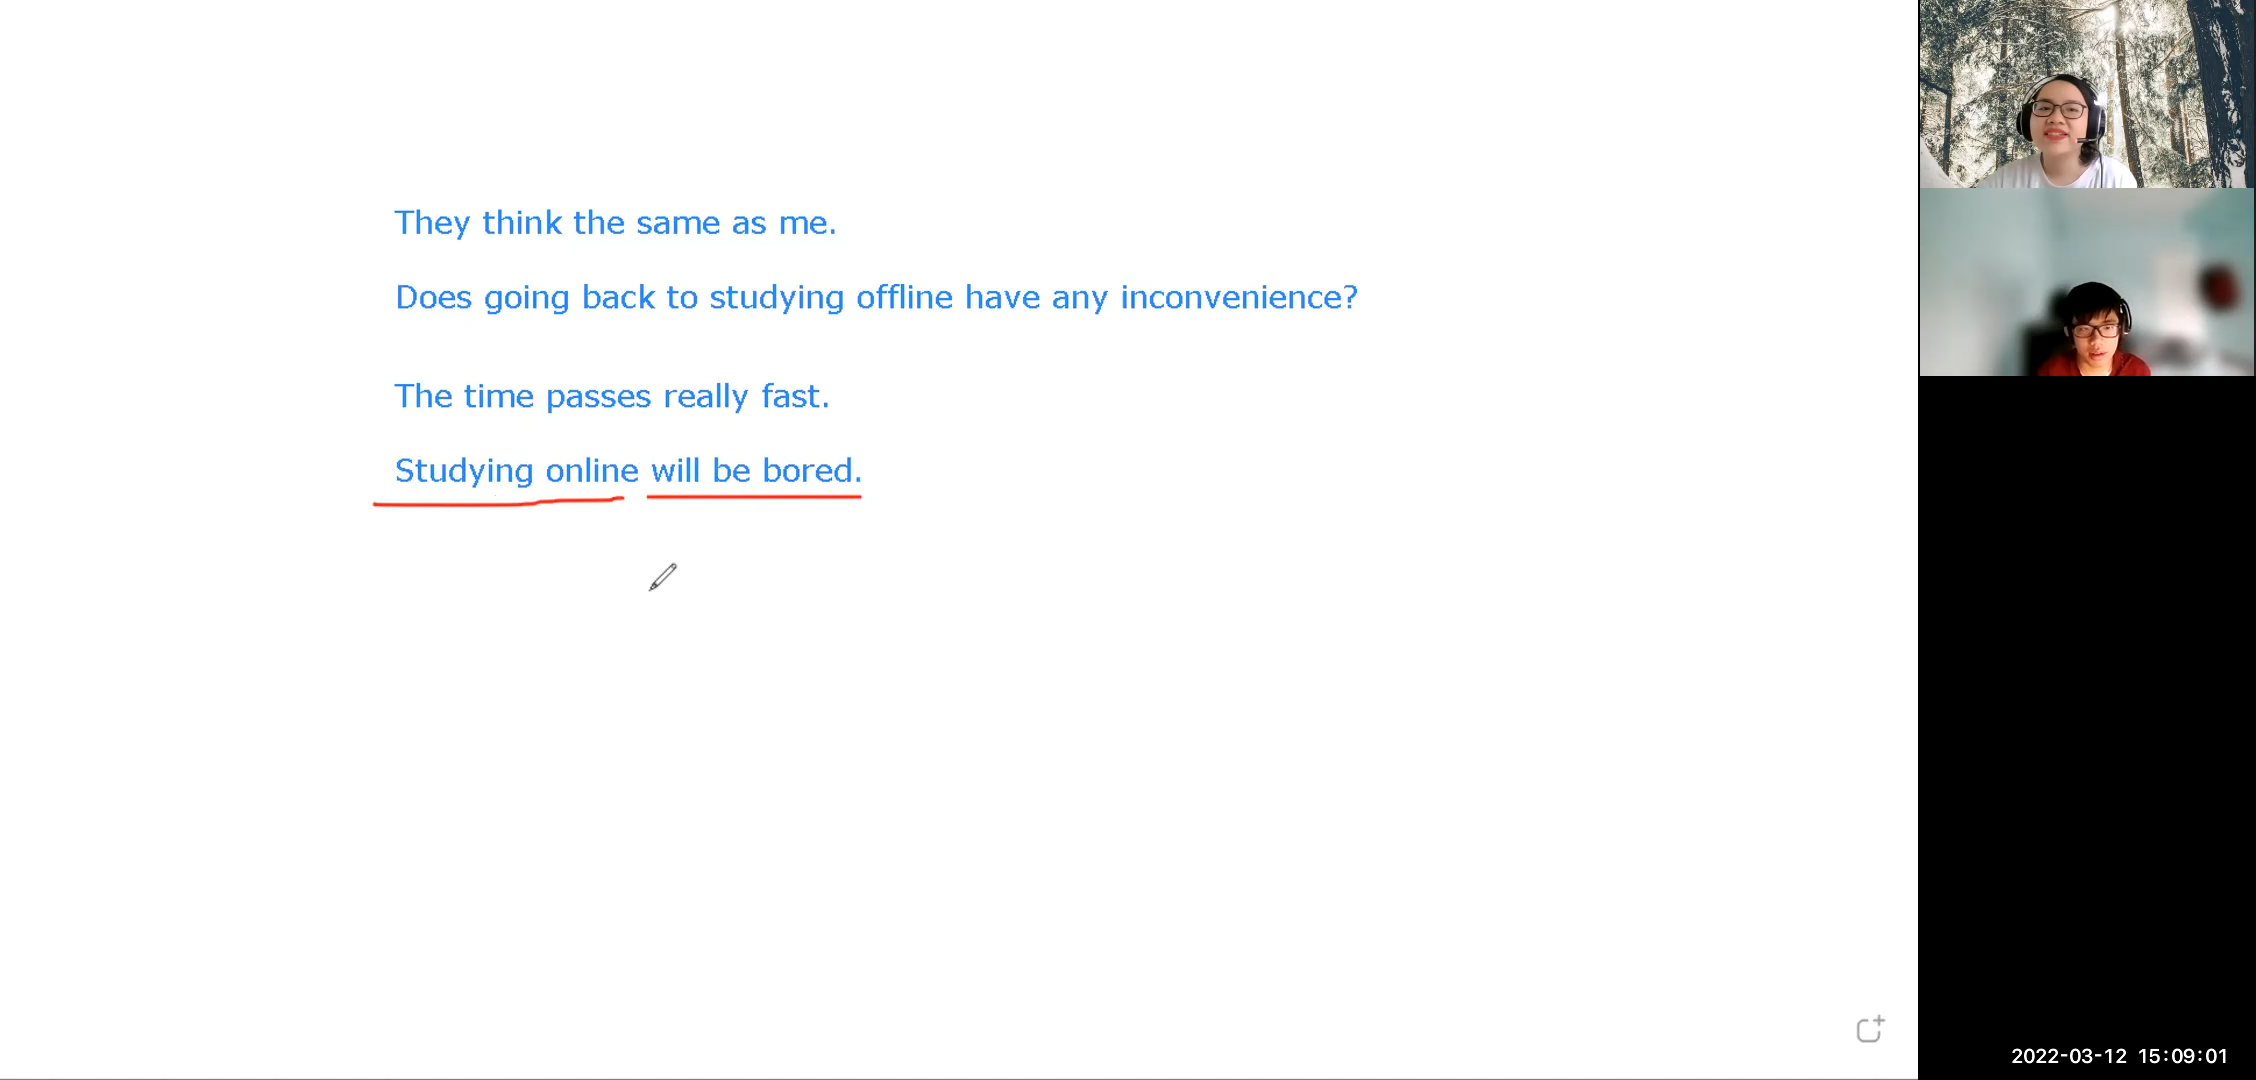 They think the same as me.
Does going back to studying offline have any inconvenience?
The time passes really fast.
Studying online will be bored.
2022-03-12 15:09:01